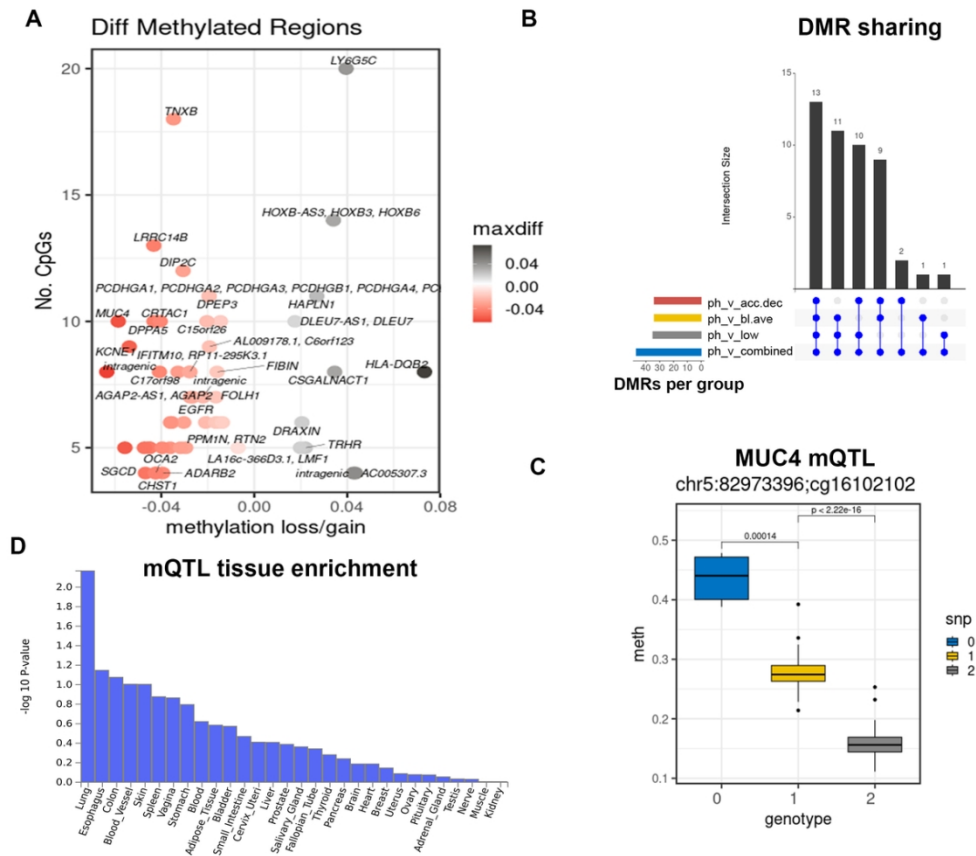 A
Diff Methylated Regions
No. CpGs
20
15
10
5
LY6G5C
TNXB
HOXB-AS3, HOXB3, HOXB6
LRRC14B
DIP2C
PCDHGA1, PCDHGA2, PCDHGA3, PCDHGB1, PCDHGA4, PC
DPEP3
HAPLN1
MUC4
CRTAC1
DPPA5
C15orf26
DLEU7-AS1, DLEU7
AL009178.1, C6orf123
KCNE1
IFITM10, RP11-295K3.1
FIBIN
HLA-DQB2
intragenic
C17orf98
intragenic
CSGALNACT1
AGAP2-AS1, AGAP2
FOLH1
EGFR
DRAXIN
PPM1N, RTN2
TRHR
OCA2
LA16c-366D3.1, LMF1
SGCD
ADARB2
intragenic
AC005307.3
CHST1
-0.04
0.00
0.04
0.08
methylation loss/gain
maxdiff
0.04
0.00
-0.04
B
DMR sharing
Intersection Size
15
10
5
13
11
10
9
2
1
1
ph_v_acc.dec
ph_v_bl.ave
ph_v_low
ph_v_combined
40 30 20 10 0
DMRs per group
C
MUC4 mQTL
chr5:82973396;cg16102102
p < 2.22e-16
0.00014
meth
0.5
0.4
0.3
0.2
0.1
0
1
2
genotype
snp
0
1
2
D
mQTL tissue enrichment
-log 10 P-value
2.0
1.8
1.6
1.4
1.2
1.0
0.8
0.6
0.4
0.2
0.0
Lung
Esophagus
Colon
Blood_Vessel
Skin
Spleen
Vagina
Stomach
Blood
Adipose_Tissue
Bladder
Small_Intestine
Cervix_Uteri
Liver
Prostate
Salivary_Gland
Fallopian_Tube
Thyroid
Pancreas
Brain
Heart
Breast
Uterus
Ovary
Pituitary
Adrenal_Gland
Testis
Nerve
Muscle
Kidney